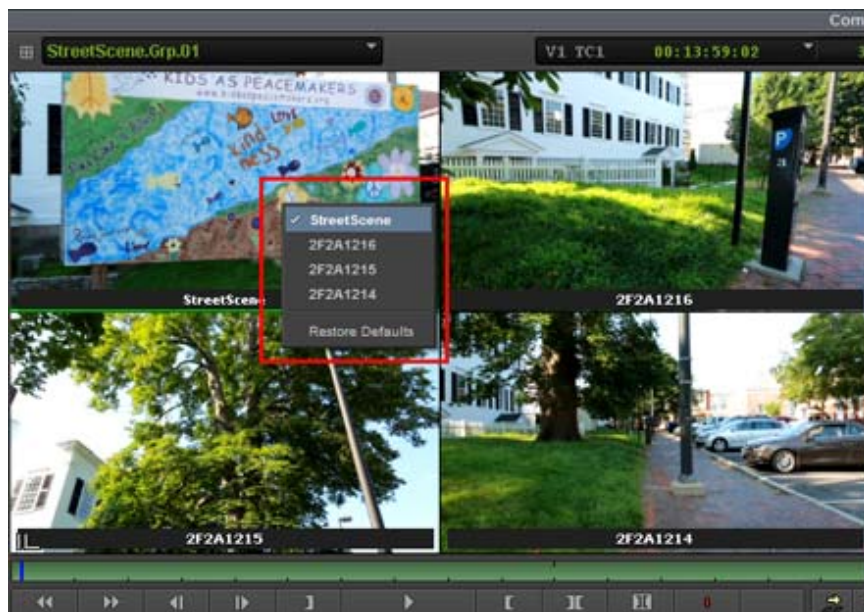 Com
StreetScene.Grp.01
V1 TC1 00:13:59:02
KIDS AS PEACEMAKERS
www.kidsaspeacemakers.org
Love
kind-
ness
P
✓ StreetScene
2F2A1216
2F2A1215
2F2A1214
Restore Defaults
StreetScene
2F2A1216
2F2A1215
2F2A1214
0